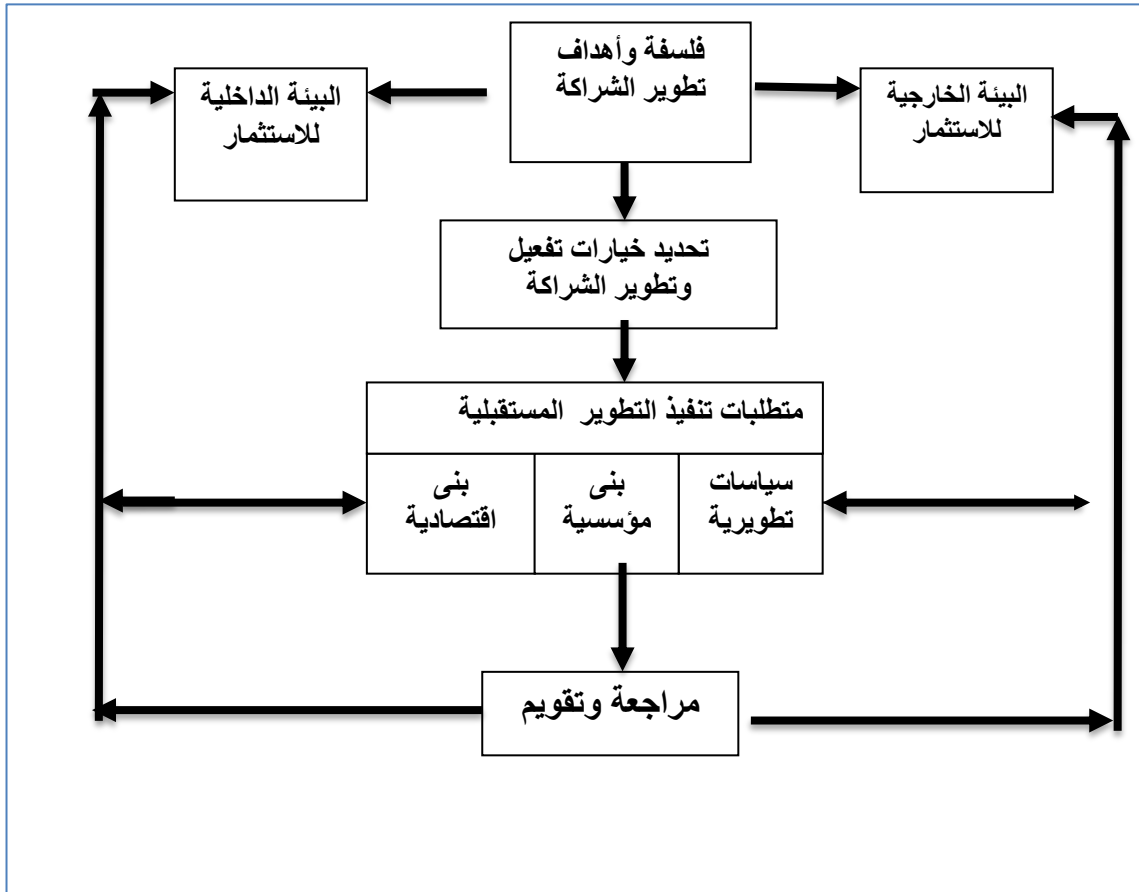 فلسفة وأهداف
تطوير الشراكة
البيئة الخارجية
للاستثمار
البيئة الداخلية
للاستثمار
تحديد خيارات تفعيل
وتطوير الشراكة
متطلبات تنفيذ التطوير المستقبلية
سياسات
تطويرية
بنى
مؤسسية
بنى
اقتصادية
مراجعة وتقويم